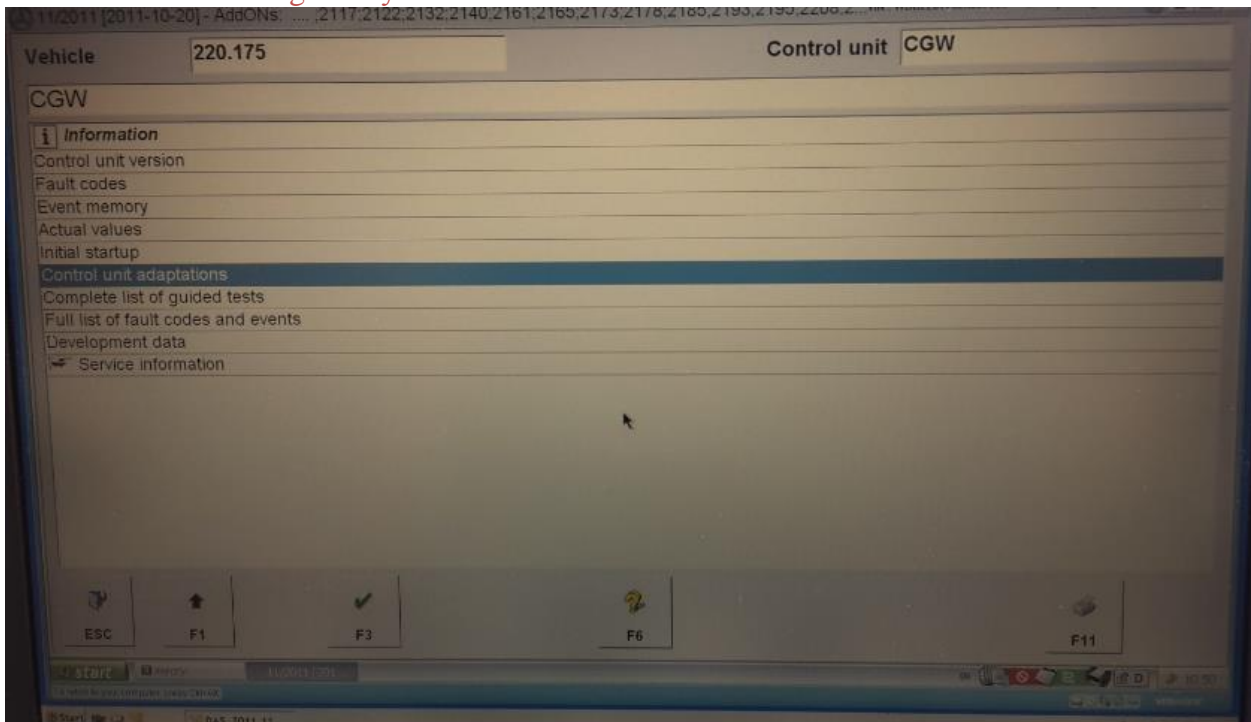 11/2011 [2011-10-20] - AddONs: ... ,2117;2122;2132;2140;2161;2165;2173;2178;2185;2193;2195;2206;2...
Vehicle 220.175 Control unit CGW
CGW
i Information
Control unit version
Fault codes
Event memory
Actual values
Initial startup
Control unit adaptations
Complete list of guided tests
Full list of fault codes and events
Development data
Service information
ESC F1 F3 F6 F11
start
Start